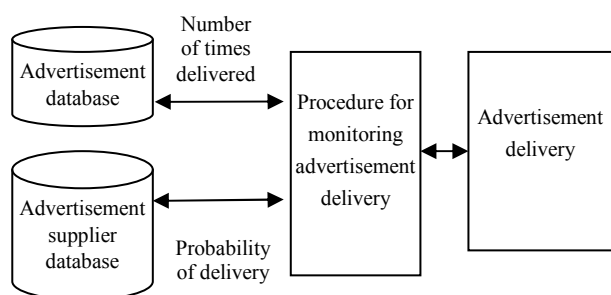 Number
of times
delivered
Advertisement
database
Procedure for
monitoring
advertisement
delivery
Advertisement
delivery
Advertisement
supplier
database
Probability
of delivery